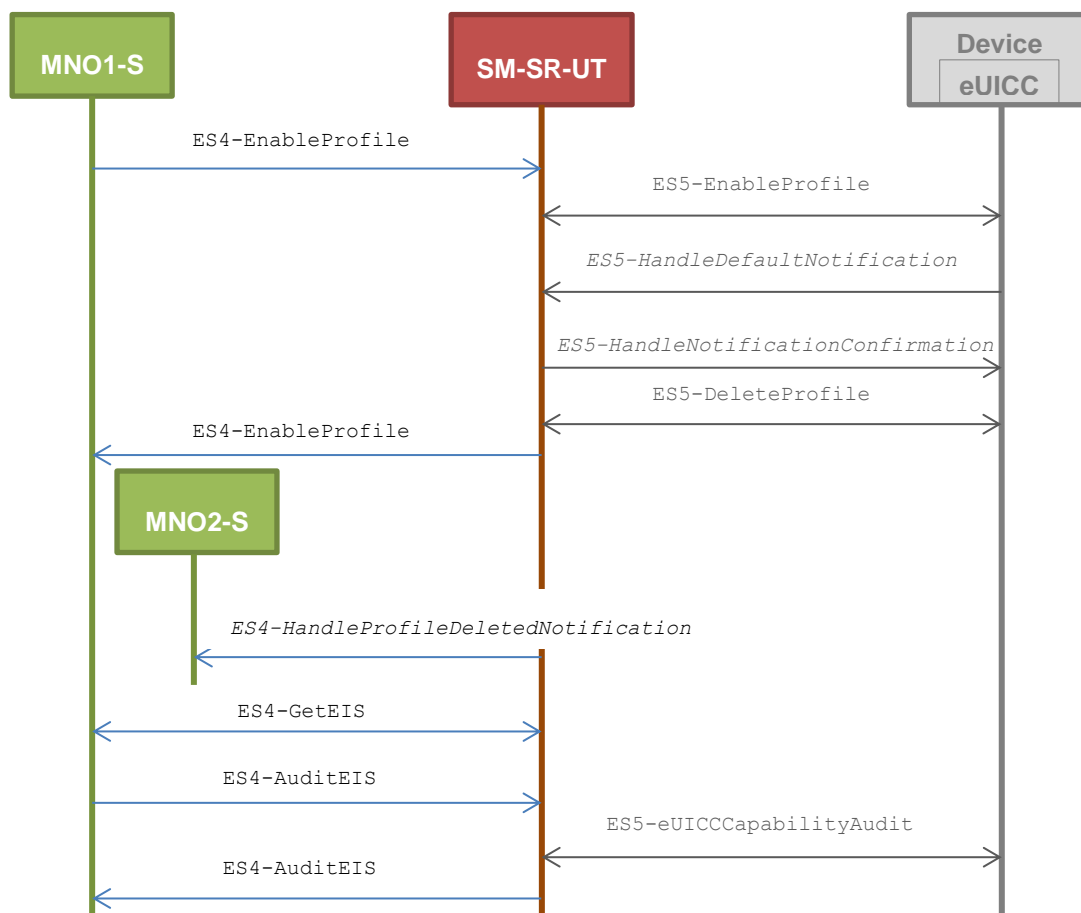 MNO1-S
SM-SR-UT
Device
eUICC
ES4-EnableProfile
ES5-EnableProfile
ES5-HandleDefaultNotification
ES5-HandleNotificationConfirmation
ES5-DeleteProfile
ES4-EnableProfile
MNO2-S
ES4-HandleProfileDeletedNotification
ES4-GetEIS
ES4-AuditEIS
ES5-eUICCCapabilityAudit
ES4-AuditEIS